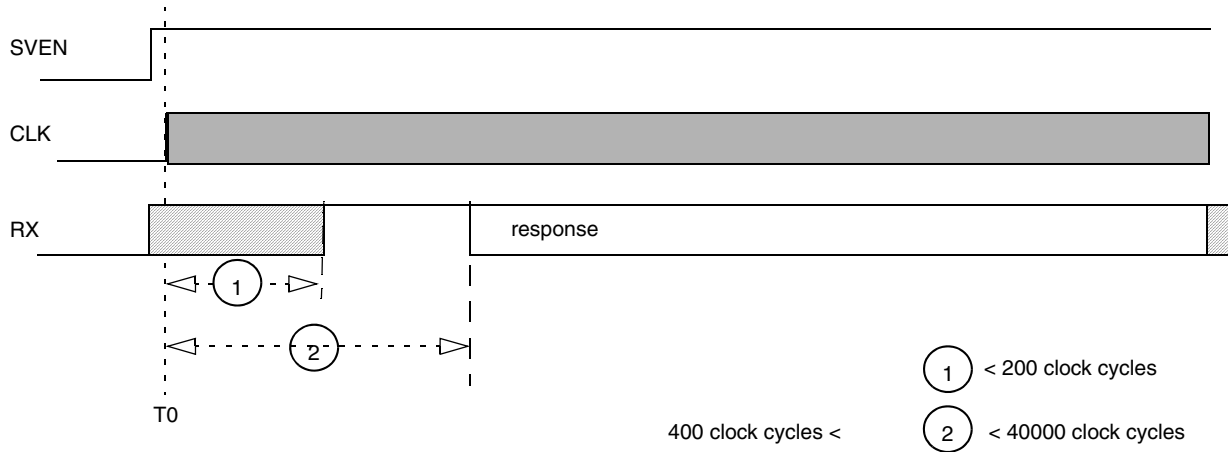 SVEN
CLK
RX
response
1
2
T0
1 < 200 clock cycles
400 clock cycles < 2 < 40000 clock cycles